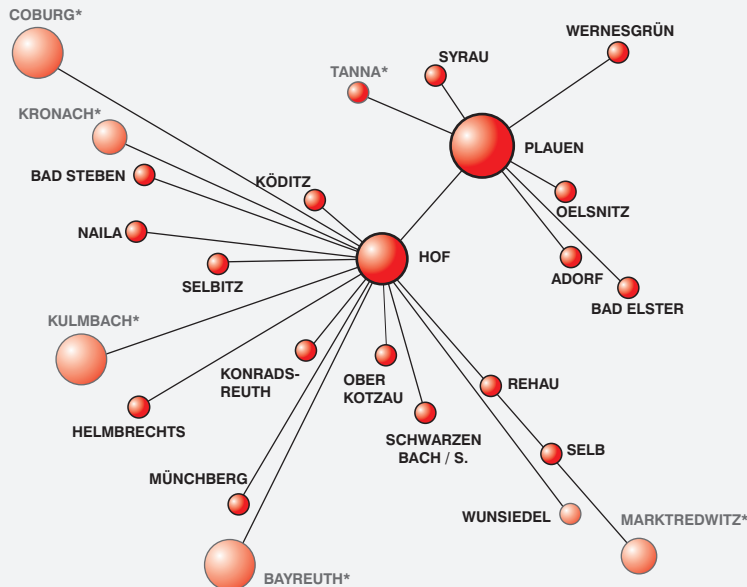 COBURG*
WERNESGRÜN
SYRAU
TANNA*
KRONACH*
PLAUEN
BAD STEBEN
KÖDITZ
OELSNITZ
NAILA
HOF
ADORF
SELBITZ
BAD ELSTER
KULMBACH*
KONRADS-
REUTH
OBER
KOTZAU
REHAU
HELMBRECHTS
SCHWARZEN
BACH / S.
SELB
MÜNCHBERG
WUNSIEDEL
MARKTREDWITZ*
BAYREUTH*